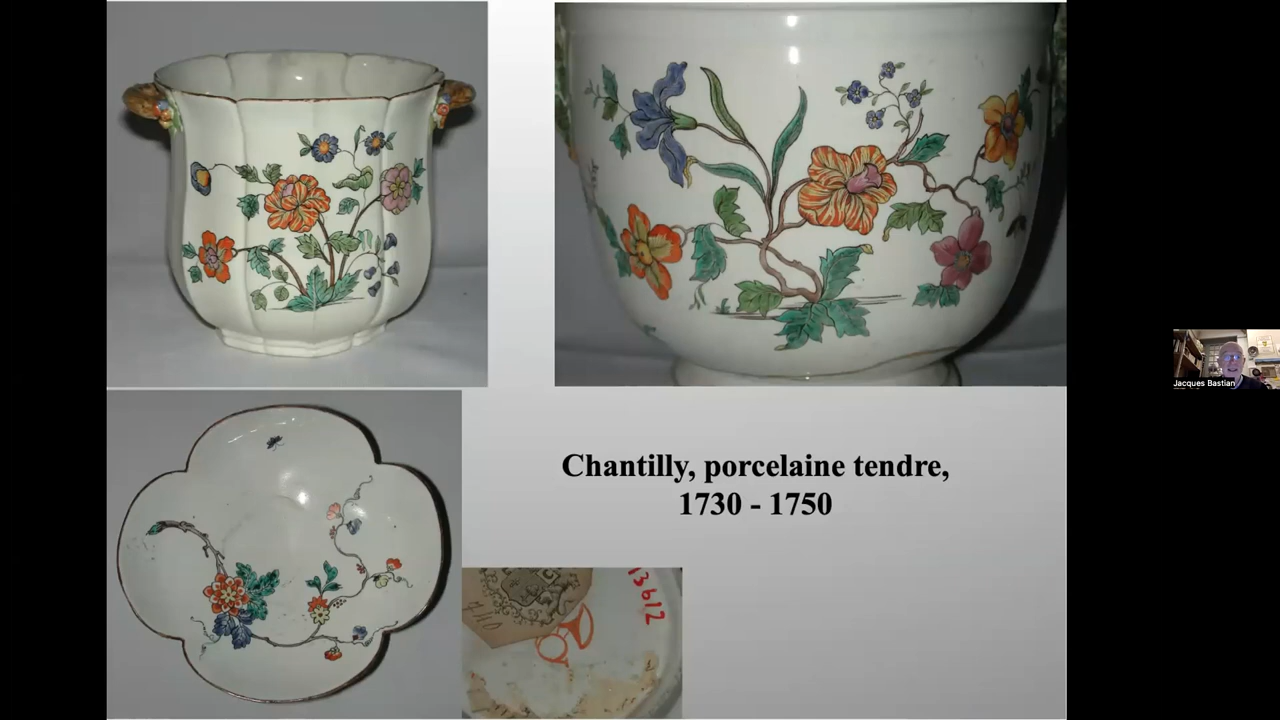 Chantilly, porcelaine tendre,
1730 - 1750
13612
Jacques Bastian